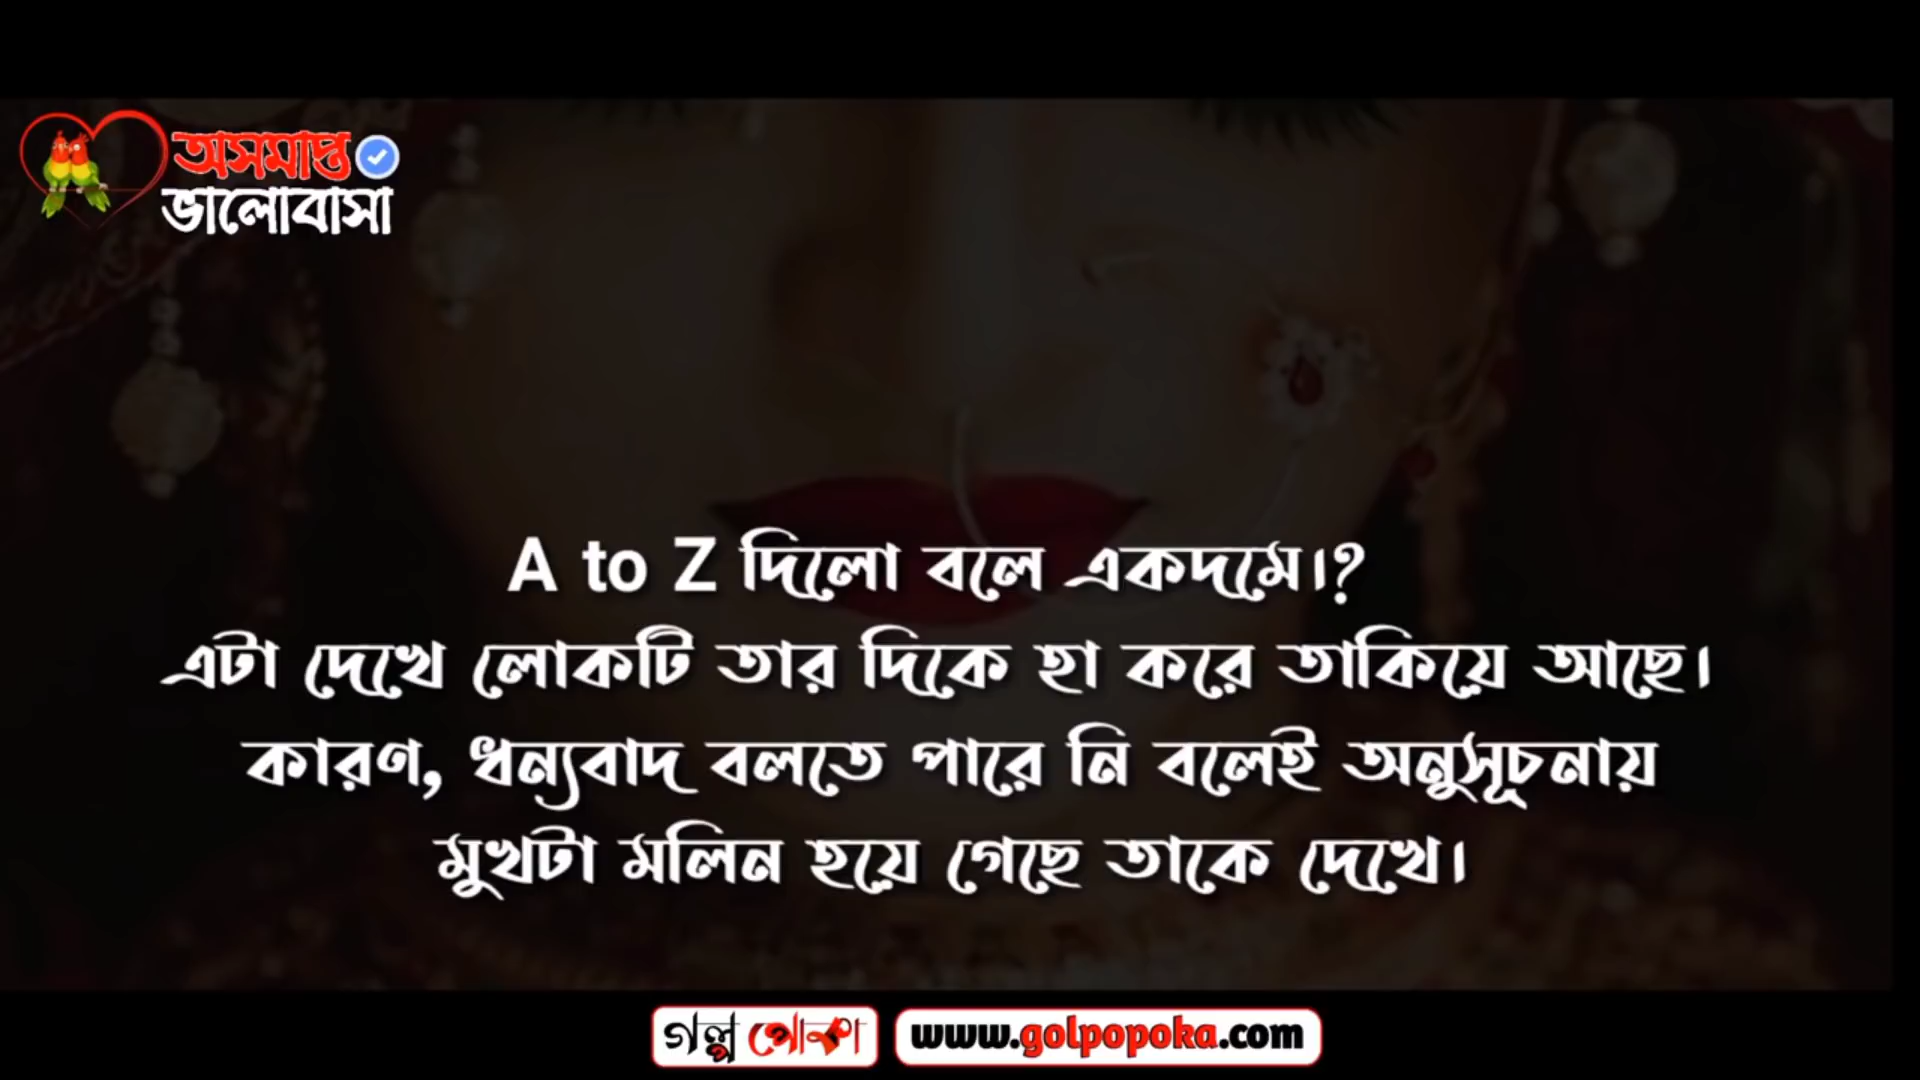 অসমাপ্ত
ভালোবাসা
A to Z দিলো বলে একদমে।?
এটা দেখে লোকটি তার দিকে হা করে তাকিয়ে আছে।
কারণ, ধন্যবাদ বলতে পারে নি বলেই অনুসূচনায়
মুখটা মলিন হয়ে গেছে তাকে দেখে।
গল্প পোকা www.golpopoka.com